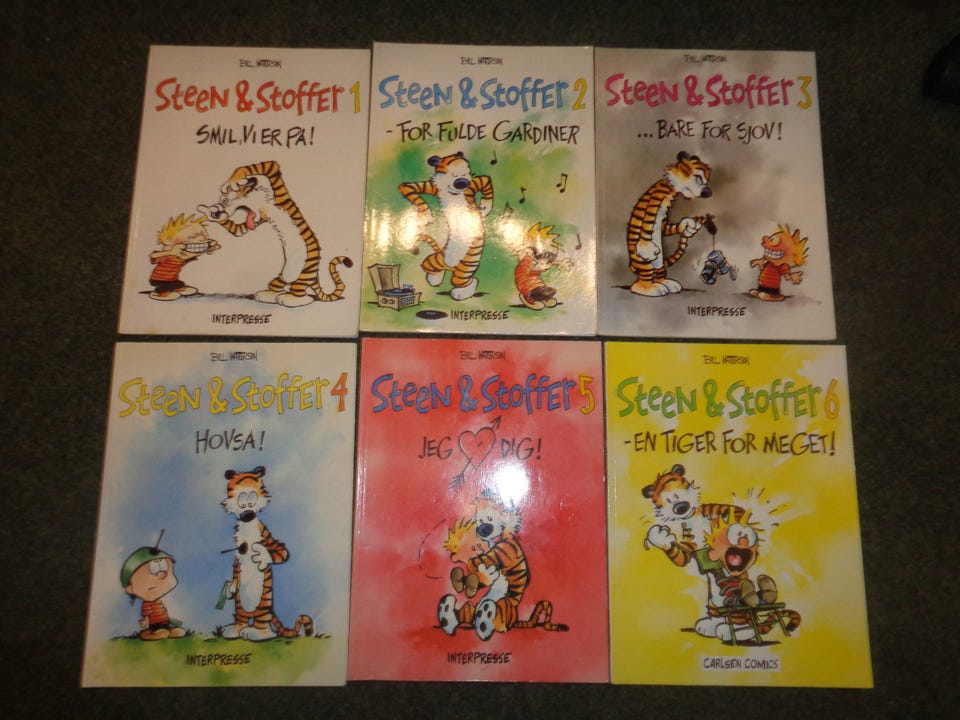 BILL WATTERSON
Steen & Stoffer 1
SMIL, VI ER PÅ!
INTERPRESSE
BILL WATTERSON
Steen & Stoffer 2
- FOR FULDE GARDINER
INTERPRESSE
BILL WATTERSON
Steen & Stoffer 3
... BARE FOR SJOV!
INTERPRESSE
BILL WATTERSON
Steen & Stoffer 4
HOVSA!
INTERPRESSE
BILL WATTERSON
Steen & Stoffer 5
JEG DIG!
INTERPRESSE
BILL WATTERSON
Steen & Stoffer 6
- EN TIGER FOR MEGET!
CARLSEN COMICS